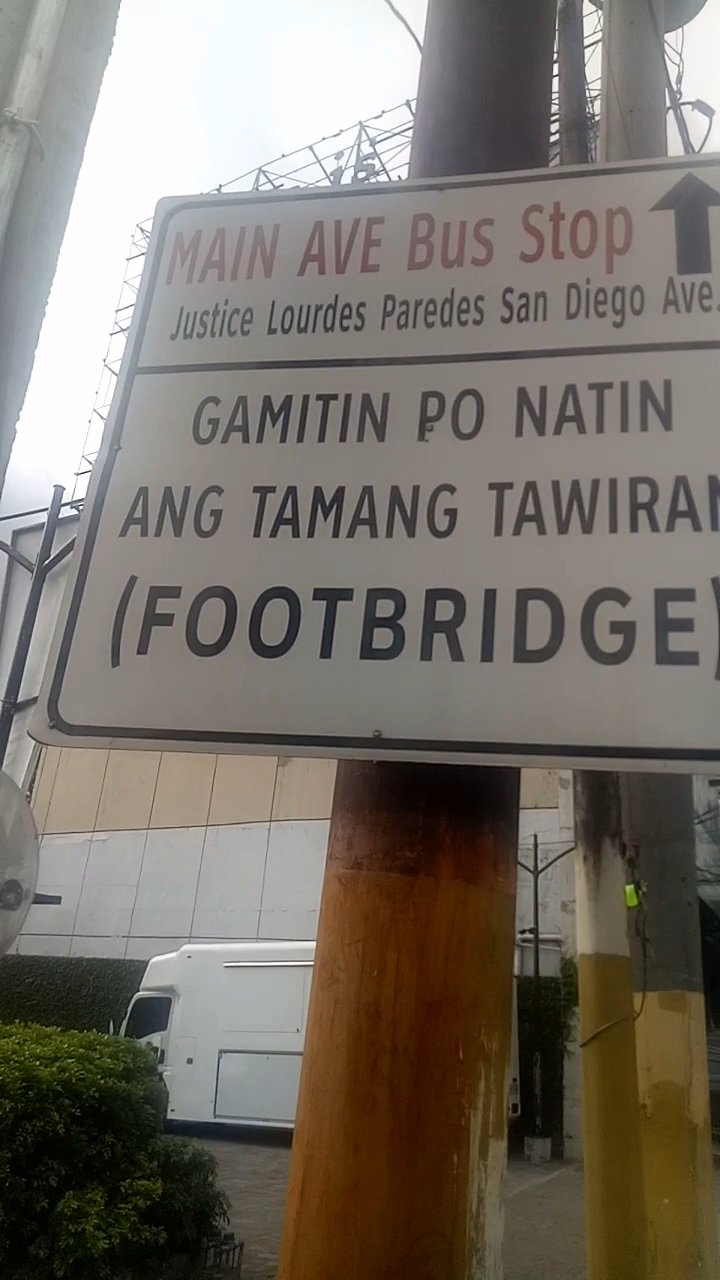 MAIN AVE Bus Stop
Justice Lourdes Paredes San Diego Ave.
GAMITIN PO NATIN
ANG TAMANG TAWIRAN
(FOOTBRIDGE)